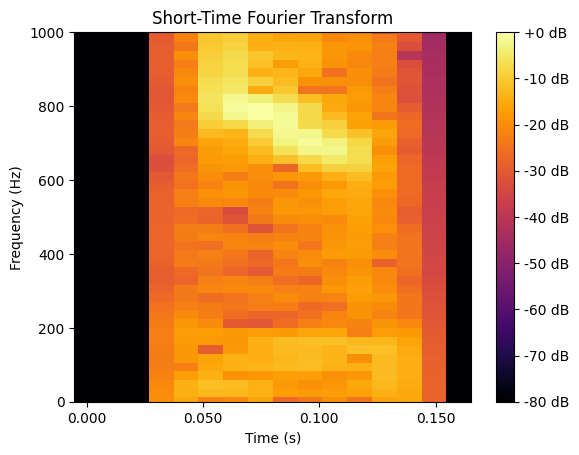 Short-Time Fourier Transform
1000
800
600
400
200
0
Frequency (Hz)
0.000
0.050
0.100
0.150
Time (s)
+0 dB
-10 dB
-20 dB
-30 dB
-40 dB
-50 dB
-60 dB
-70 dB
-80 dB